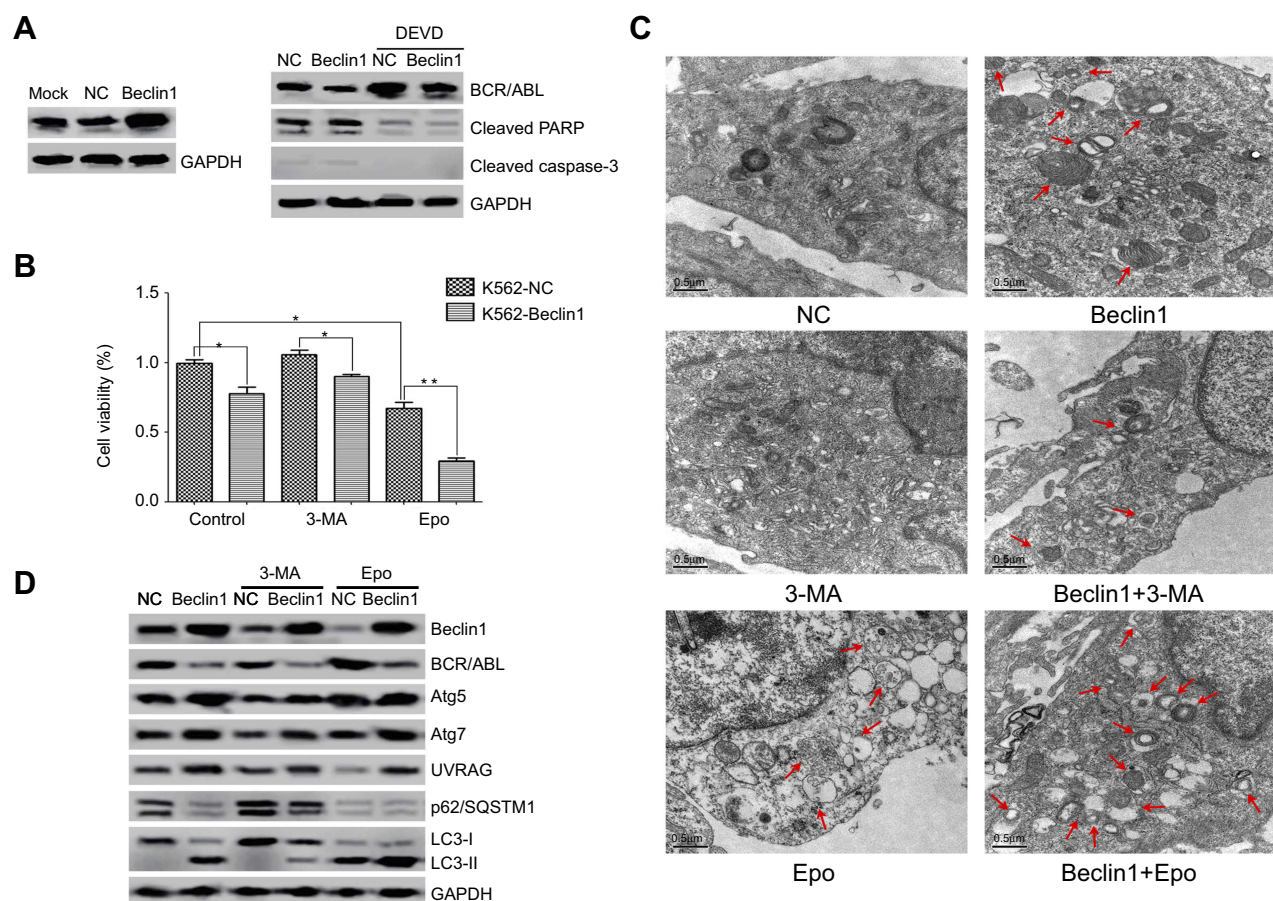 A
Mock NC Beclin1
GAPDH
DEVD
NC Beclin1 NC Beclin1
BCR/ABL
Cleaved PARP
Cleaved caspase-3
GAPDH
B
K562-NC
K562-Beclin1
Cell viability (%)
1.5
1.0
0.5
0.0
*
*
*
**
Control 3-MA Epo
C
0.5μm
NC
0.5μm
Beclin1
0.5μm
3-MA
0.5μm
Beclin1+3-MA
0.5μm
Epo
0.5μm
Beclin1+Epo
D
3-MA Epo
NC Beclin1 NC Beclin1 NC Beclin1
Beclin1
BCR/ABL
Atg5
Atg7
UVRAG
p62/SQSTM1
LC3-I
LC3-II
GAPDH